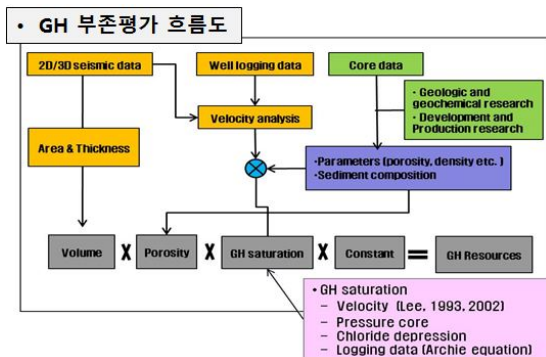 • GH 부존평가 흐름도
2D/3D seismic data
Well logging data
Core data
· Geologic and
geochemical research
· Development and
Production research
Velocity analysis
Area & Thickness
·Parameters (porosity, density etc. )
·Sediment composition
Volume X Porosity X GH saturation X Constant = GH Resources
• GH saturation
– Velocity (Lee, 1993, 2002)
– Pressure core
– Chloride depression
– Logging data (Archie equation)